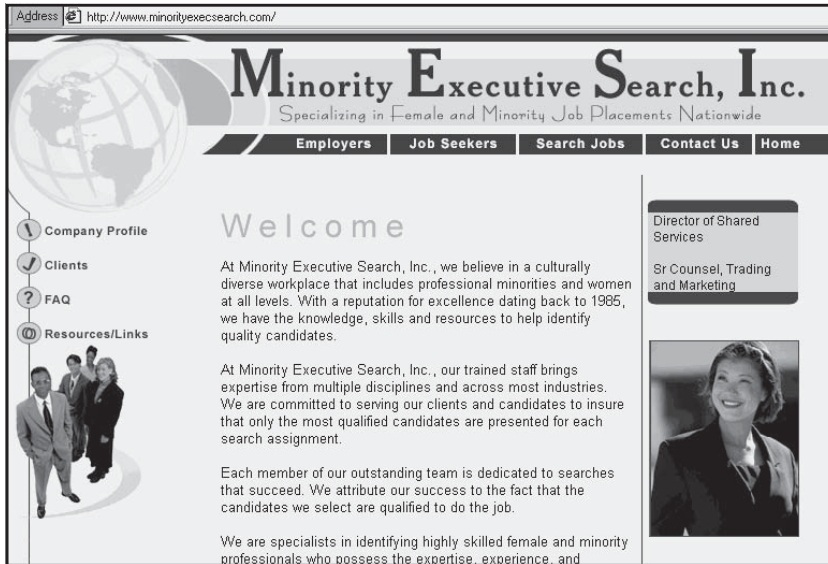 Address http://www.minorityexecsearch.com/
Minority Executive Search, Inc.
Specializing in Female and Minority Job Placements Nationwide
Employers Job Seekers Search Jobs Contact Us Home
Company Profile
Clients
? FAQ
Resources/Links
Welcome
At Minority Executive Search, Inc., we believe in a culturally
diverse workplace that includes professional minorities and women
at all levels. With a reputation for excellence dating back to 1985,
we have the knowledge, skills and resources to help identify
quality candidates.
At Minority Executive Search, Inc., our trained staff brings
expertise from multiple disciplines and across most industries.
We are committed to serving our clients and candidates to insure
that only the most qualified candidates are presented for each
search assignment.
Each member of our outstanding team is dedicated to searches
that succeed. We attribute our success to the fact that the
candidates we select are qualified to do the job.
We are specialists in identifying highly skilled female and minority
professionals who possess the expertise, experience, and
Director of Shared
Services
Sr Counsel, Trading
and Marketing